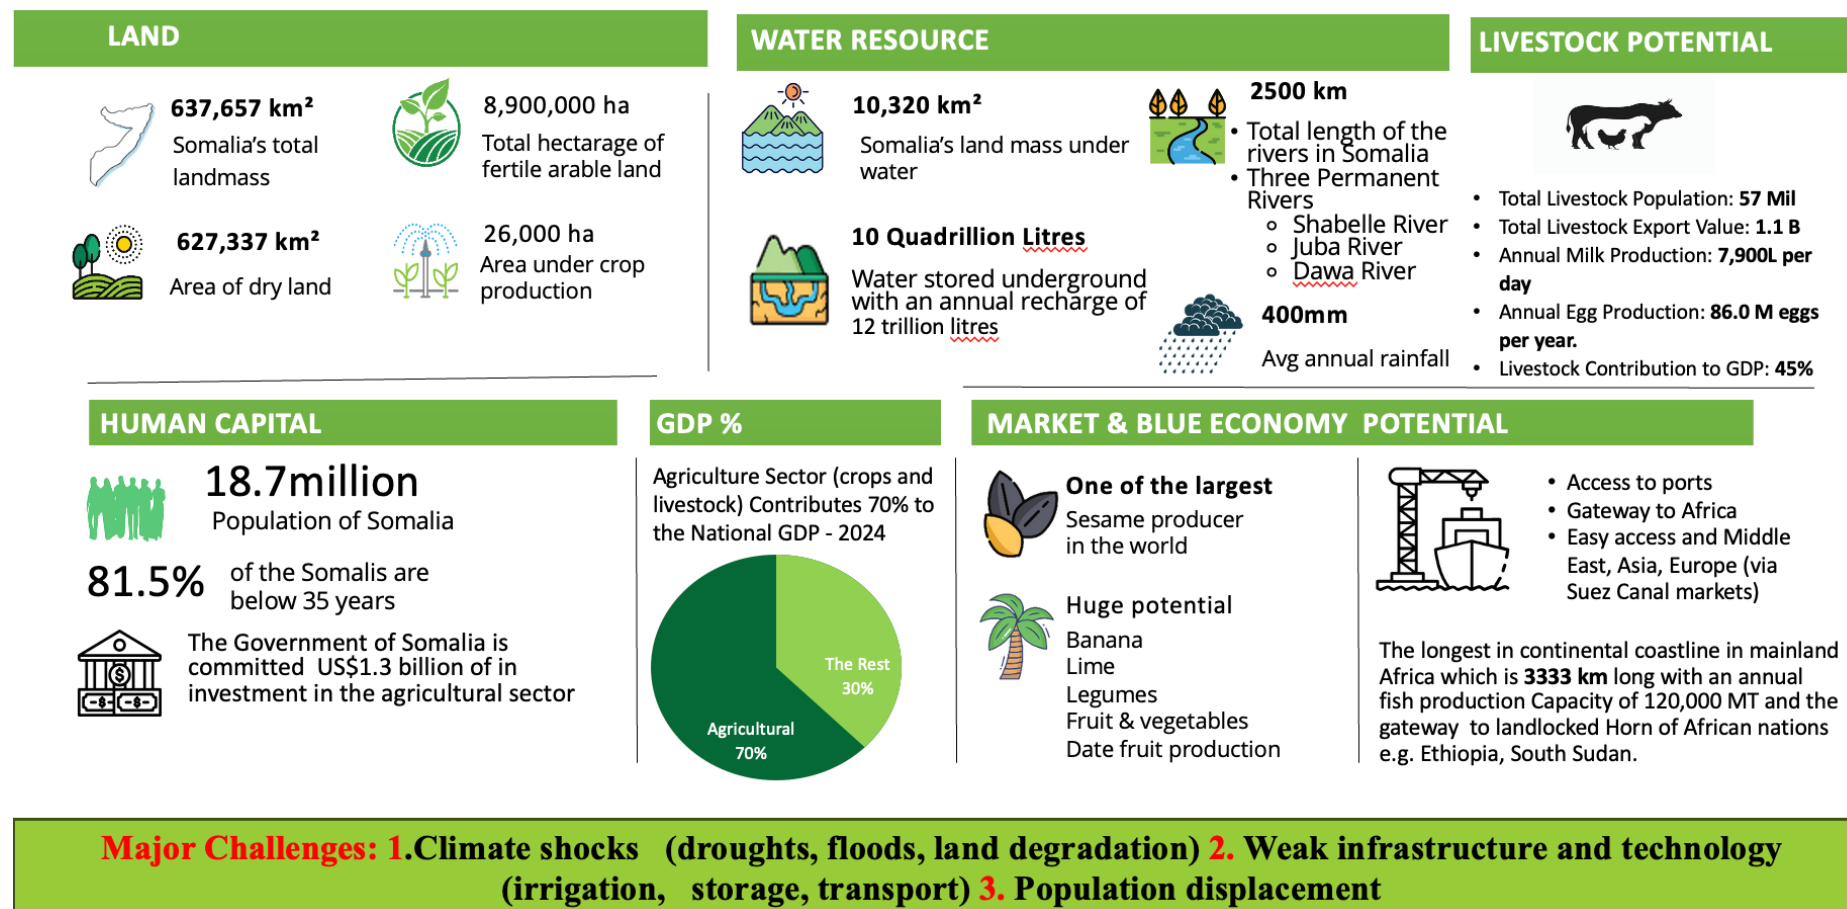 LAND
637,657 km²
Somalia's total
landmass
8,900,000 ha
Total hectarage of
fertile arable land
627,337 km²
Area of dry land
26,000 ha
Area under crop
production
WATER RESOURCE
10,320 km²
Somalia's land mass under
water
10 Quadrillion Litres
Water stored underground
with an annual recharge of
12 trillion litres
2500 km
• Total length of the
rivers in Somalia
• Three Permanent
Rivers
o Shabelle River
o Juba River
o Dawa River
400mm
Avg annual rainfall
LIVESTOCK POTENTIAL
• Total Livestock Population: 57 Mil
• Total Livestock Export Value: 1.1 B
• Annual Milk Production: 7,900L per
day
• Annual Egg Production: 86.0 M eggs
per year.
• Livestock Contribution to GDP: 45%
HUMAN CAPITAL
18.7million
Population of Somalia
81.5%
of the Somalis are
below 35 years
The Government of Somalia is
committed US$1.3 billion of in
investment in the agricultural sector
GDP %
Agriculture Sector (crops and
livestock) Contributes 70% to
the National GDP - 2024
The Rest
30%
Agricultural
70%
MARKET & BLUE ECONOMY POTENTIAL
One of the largest
Sesame producer
in the world
Huge potential
Banana
Lime
Legumes
Fruit & vegetables
Date fruit production
• Access to ports
• Gateway to Africa
• Easy access and Middle
East, Asia, Europe (via
Suez Canal markets)
The longest in continental coastline in mainland
Africa which is 3333 km long with an annual
fish production Capacity of 120,000 MT and the
gateway to landlocked Horn of African nations
e.g. Ethiopia, South Sudan.
Major Challenges: 1.Climate shocks (droughts, floods, land degradation) 2. Weak infrastructure and technology
(irrigation, storage, transport) 3. Population displacement